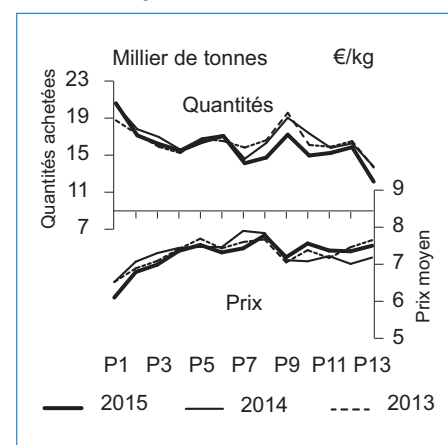 Millier de tonnes €/kg
Quantités achetées
23
19
15
11
7
Quantités
9
8
7
6
5
Prix moyen
Prix
P1 P3 P5 P7 P9 P11 P13
2015 2014 2013